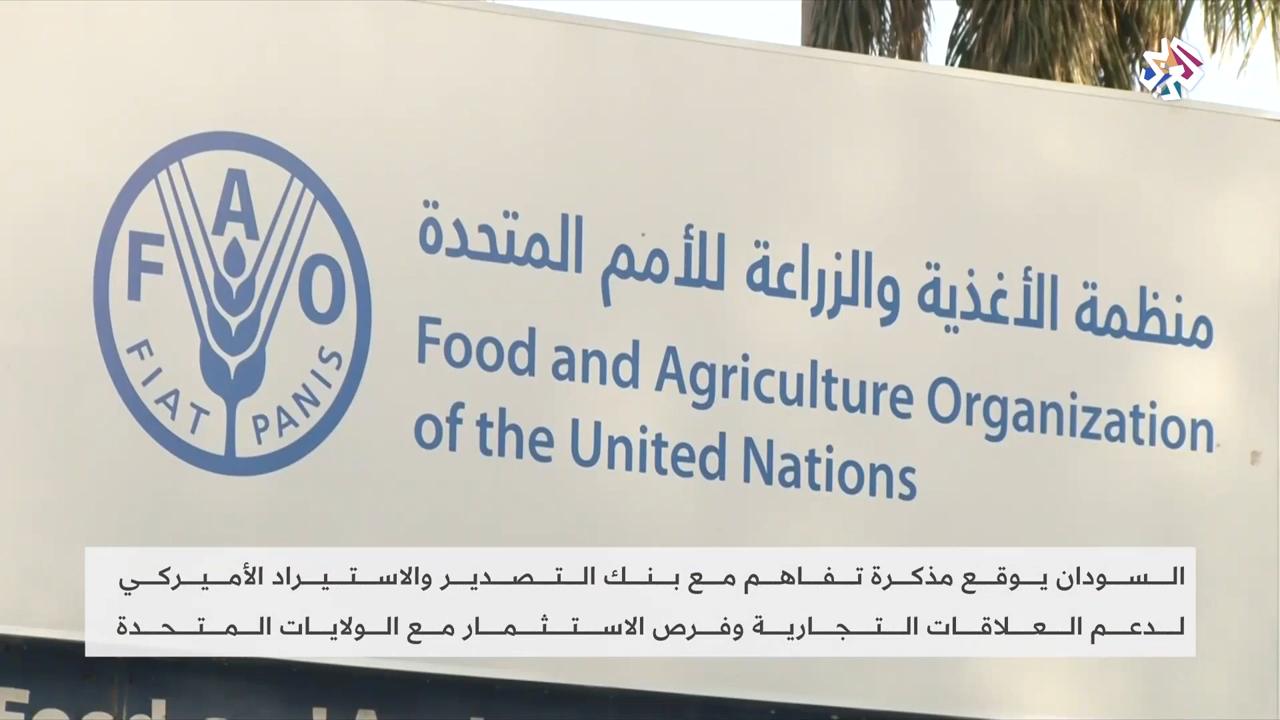 FAO
FIAT PANIS
منظمة الأغذية والزراعة للأمم المتحدة
Food and Agriculture Organization
of the United Nations
السودان يوقع مذكرة تفاهم مع بنك التصدير والاستيراد الأميركي
لدعم العلاقات التجارية وفرص الاستثمار مع الولايات المتحدة